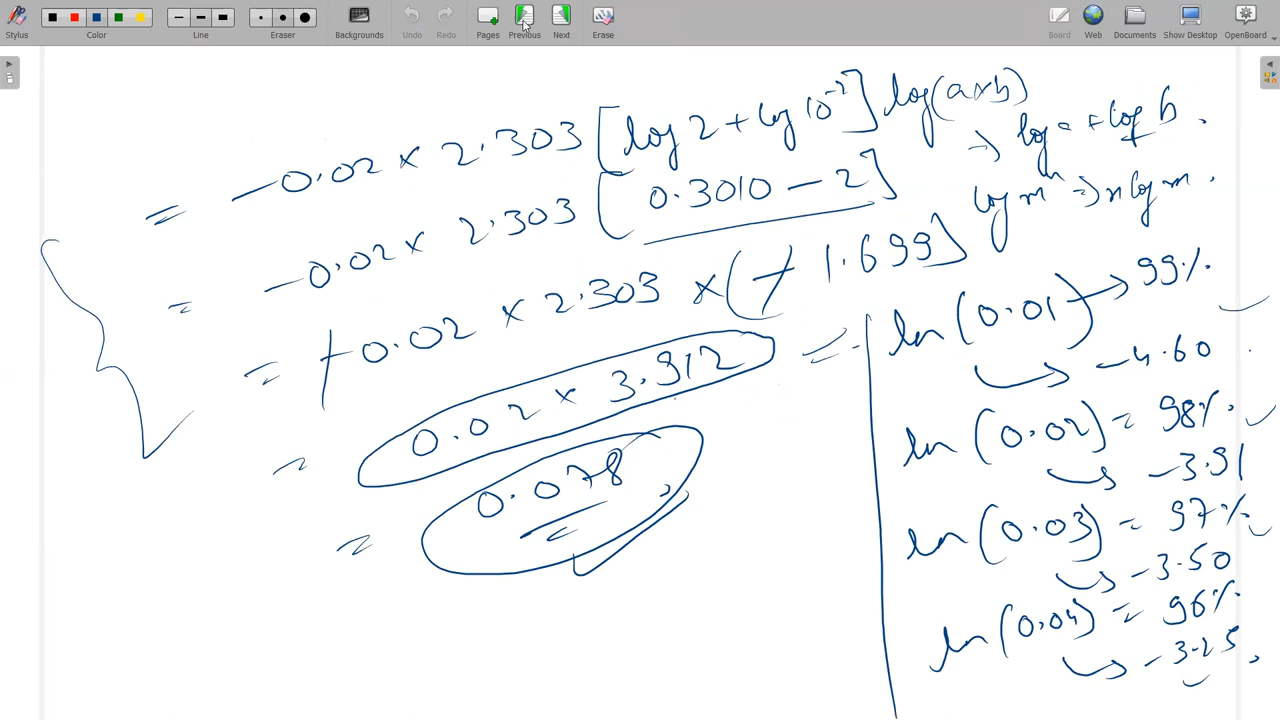 Stylus Color Line Eraser Backgrounds Undo Redo Pages Previous Next Erase Board Web Documents Show Desktop OpenBoard
= -0.02 × 2.303 [log 2 + log 10⁻²]
= -0.02 × 2.303 [0.3010 - 2]
= +0.02 × 2.303 × (+1.699)
= 0.02 × 3.912 =
= 0.078
log(a×b)
→ log a + log b.
log mⁿ ⇒ n log m.
ln(0.01) → 99%
↳ -4.60
ln(0.02) = 98%.
↳ -3.91
ln(0.03) = 97%
↳ -3.50
ln(0.04) = 96%
↳ -3.25,